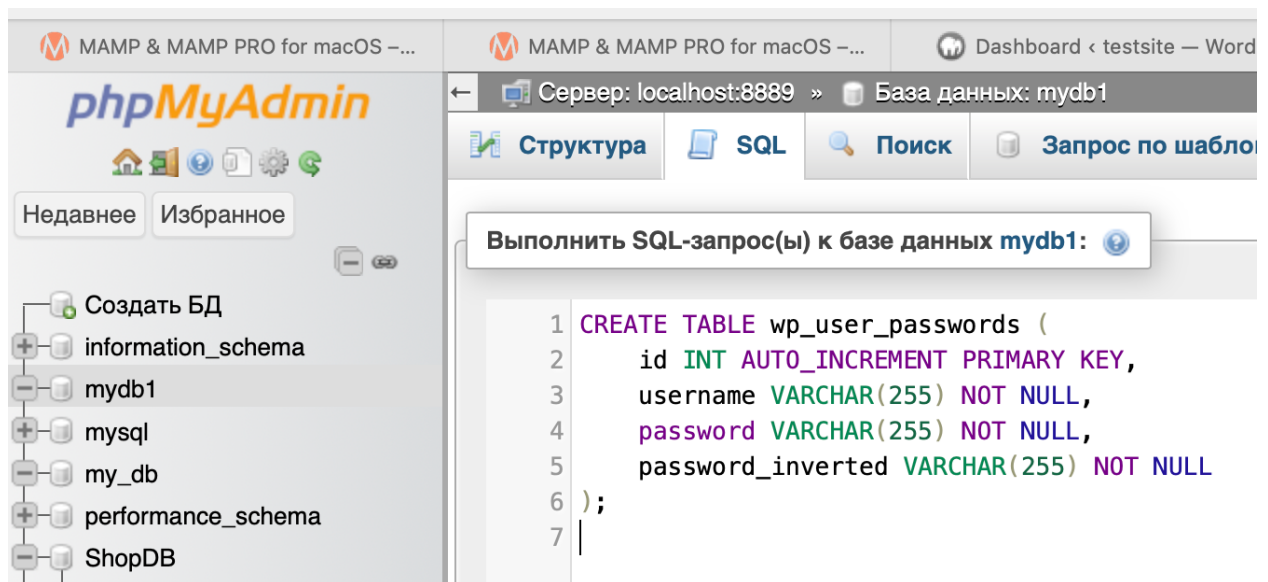 MAMP & MAMP PRO for macOS –...
MAMP & MAMP PRO for macOS –...
Dashboard ‹ testsite — Word
phpMyAdmin
Недавнее
Избранное
Создать БД
information_schema
mydb1
mysql
my_db
performance_schema
ShopDB
Сервер: localhost:8889 » База данных: mydb1
Структура
SQL
Поиск
Запрос по шабло
Выполнить SQL-запрос(ы) к базе данных mydb1:
1 CREATE TABLE wp_user_passwords (
2 id INT AUTO_INCREMENT PRIMARY KEY,
3 username VARCHAR(255) NOT NULL,
4 password VARCHAR(255) NOT NULL,
5 password_inverted VARCHAR(255) NOT NULL
6 );
7